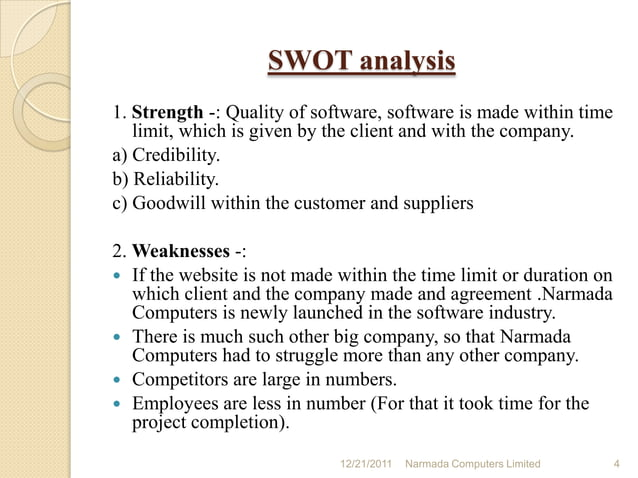 SWOT analysis
1. Strength -: Quality of software, software is made within time
limit, which is given by the client and with the company.
a) Credibility.
b) Reliability.
c) Goodwill within the customer and suppliers
2. Weaknesses -:
• If the website is not made within the time limit or duration on
which client and the company made and agreement .Narmada
Computers is newly launched in the software industry.
• There is much such other big company, so that Narmada
Computers had to struggle more than any other company.
• Competitors are large in numbers.
• Employees are less in number (For that it took time for the
project completion).
12/21/2011 Narmada Computers Limited 4